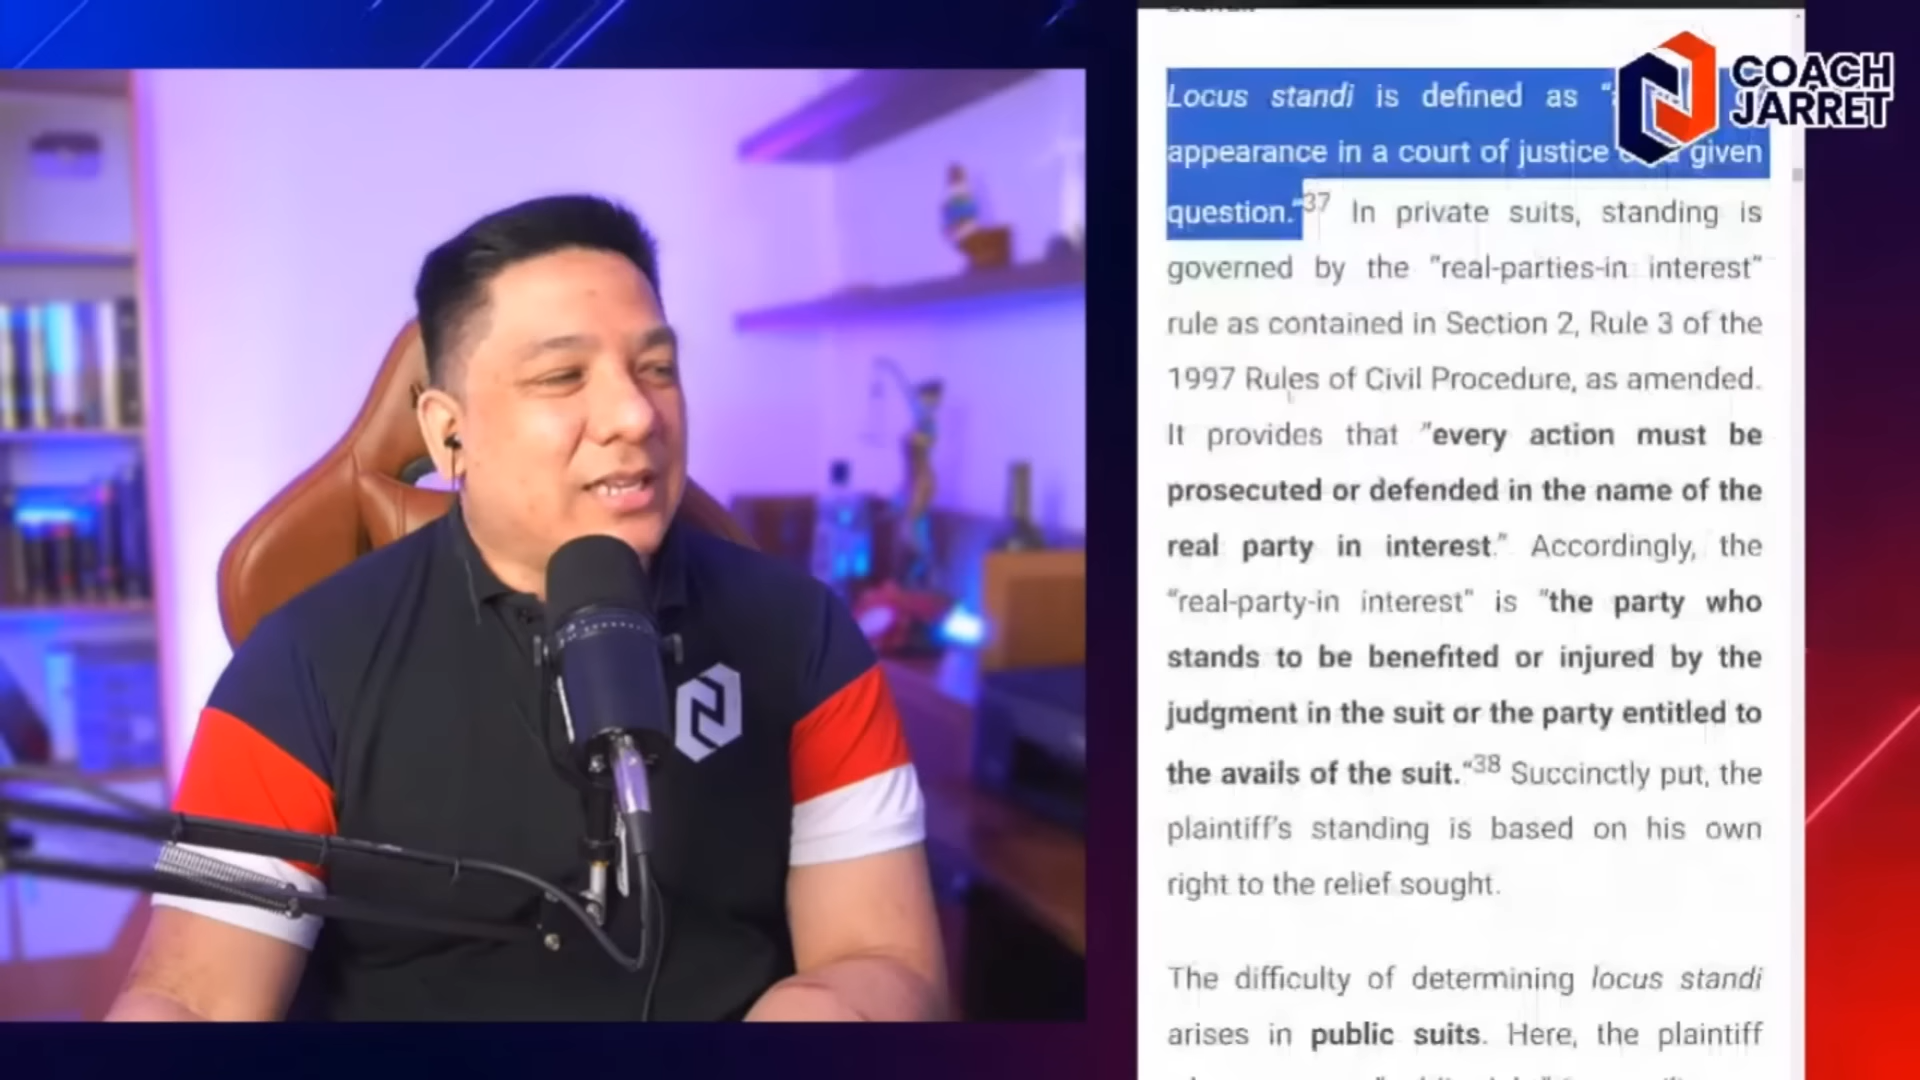 COACH
JARRET
Locus standi is defined as "
appearance in a court of justice given
question."37 In private suits, standing is
governed by the "real-parties-in interest"
rule as contained in Section 2, Rule 3 of the
1997 Rules of Civil Procedure, as amended.
It provides that "every action must be
prosecuted or defended in the name of the
real party in interest." Accordingly, the
"real-party-in interest" is "the party who
stands to be benefited or injured by the
judgment in the suit or the party entitled to
the avails of the suit."38 Succinctly put, the
plaintiff's standing is based on his own
right to the relief sought.
The difficulty of determining locus standi
arises in public suits. Here, the plaintiff